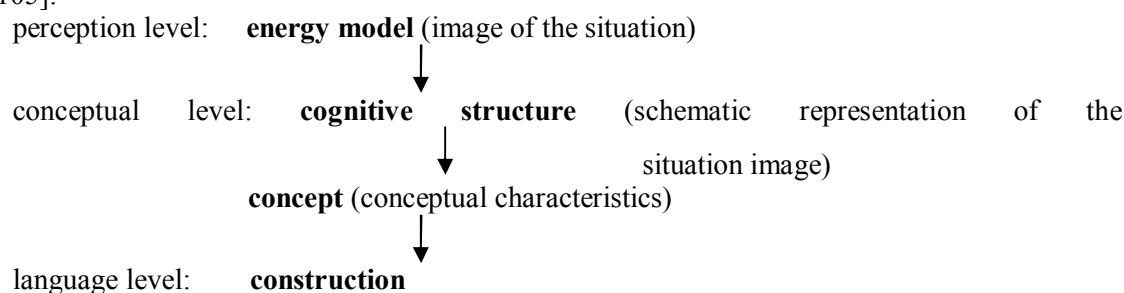 105].
perception level: energy model (image of the situation)
conceptual level: cognitive structure (schematic representation of the
situation image)
concept (conceptual characteristics)
language level: construction